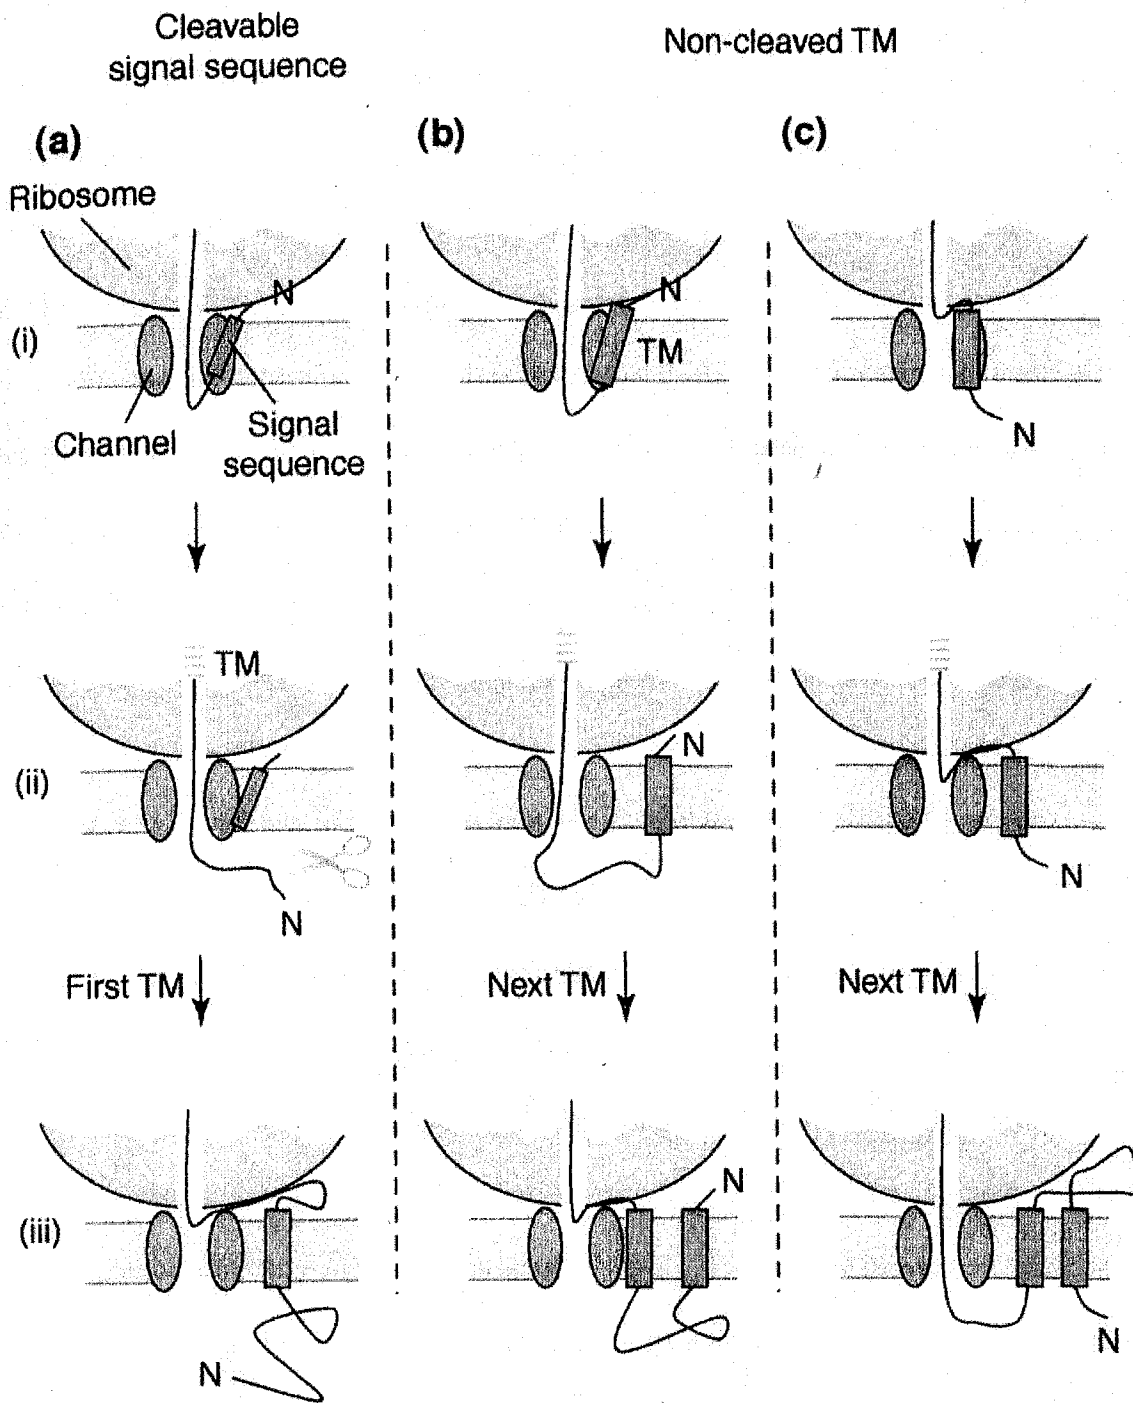 Cleavable
signal sequence
Non-cleaved TM
(a)
(b)
(c)
Ribosome
N
N
(i)
TM
Channel
Signal
sequence
N
TM
(ii)
N
N
N
First TM
Next TM
Next TM
(iii)
N
N
N